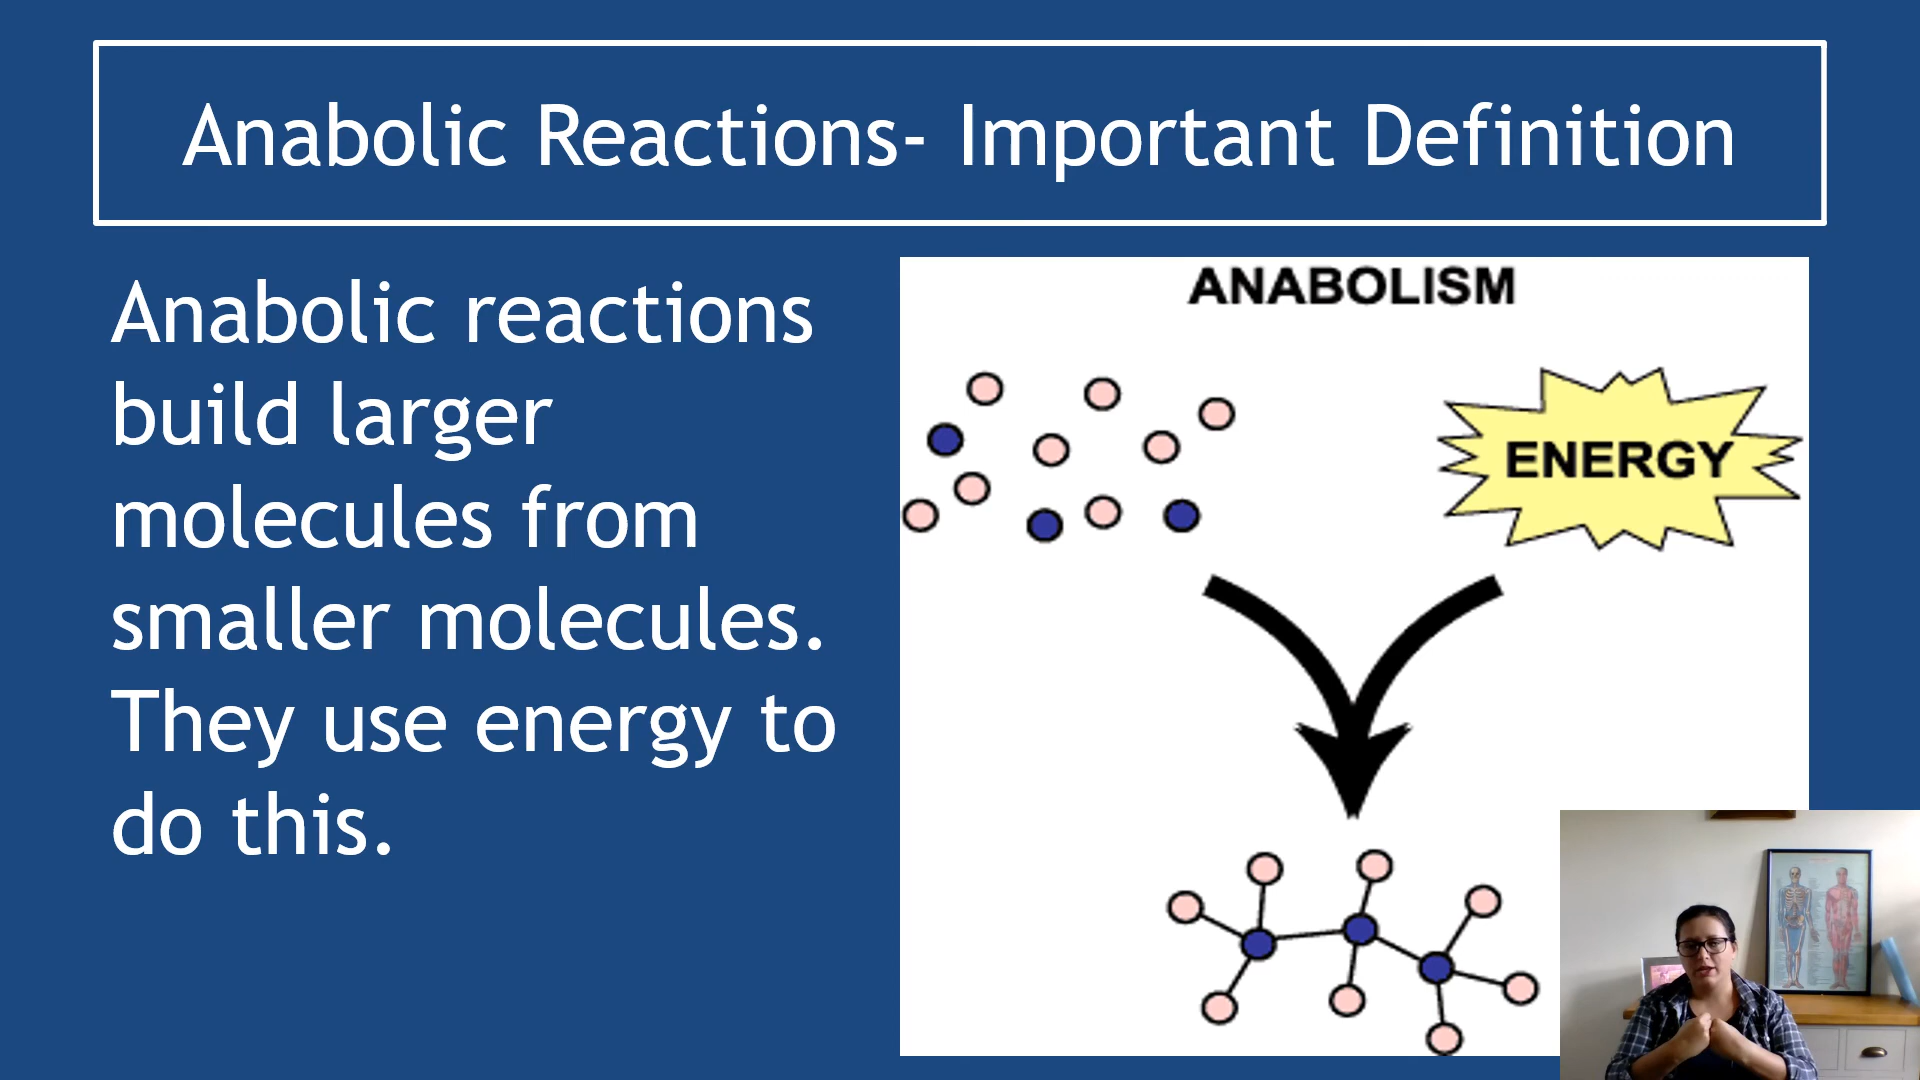 Anabolic Reactions- Important Definition
Anabolic reactions
build larger
molecules from
smaller molecules.
They use energy to
do this.
ANABOLISM
ENERGY